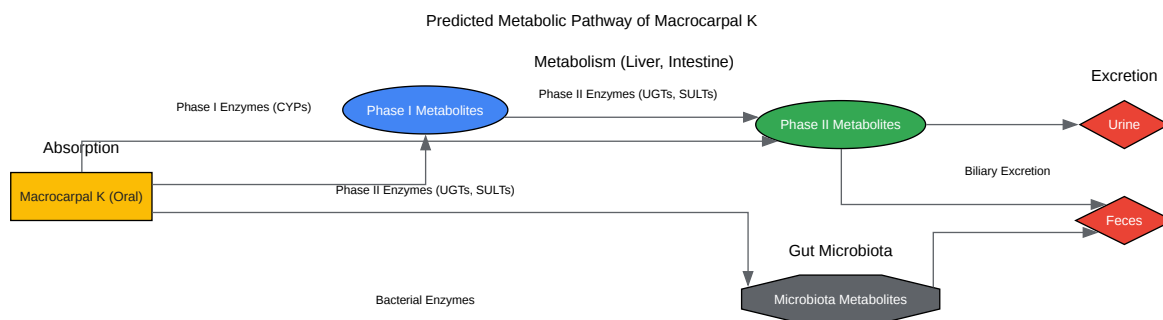 Predicted Metabolic Pathway of Macrocarpal K
Metabolism (Liver, Intestine)
Excretion
Phase I Enzymes (CYPs)
Phase I Metabolites
Phase II Enzymes (UGTs, SULTs)
Phase II Metabolites
Urine
Absorption
Biliary Excretion
Macrocarpal K (Oral)
Phase II Enzymes (UGTs, SULTs)
Feces
Gut Microbiota
Bacterial Enzymes
Microbiota Metabolites